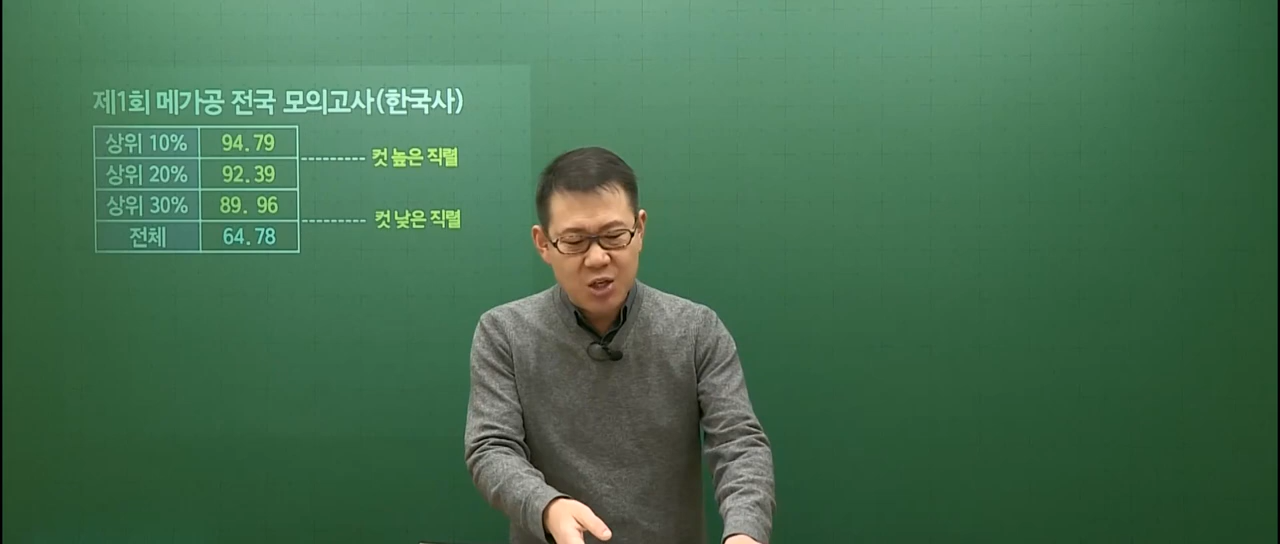 제1회 메가공 전국 모의고사(한국사)
상위 10% 94.79
상위 20% 92.39
상위 30% 89. 96
전체 64.78
컷 높은 직렬
컷 낮은 직렬